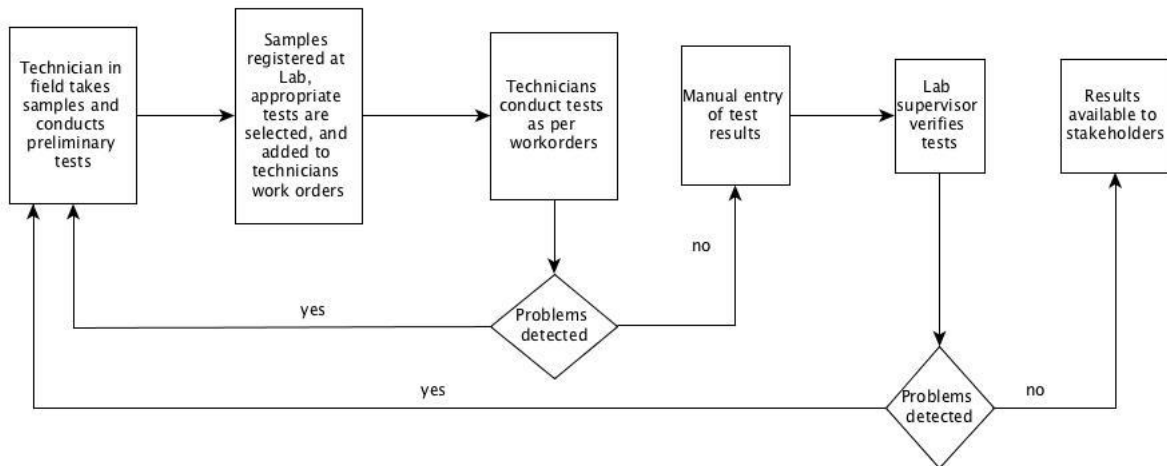 Technician in
field takes
samples and
conducts
preliminary
tests
Samples
registered at
Lab,
appropriate
tests are
selected, and
added to
technicians
work orders
Technicians
conduct tests
as per
workorders
Manual entry
of test
results
Lab
supervisor
verifies
tests
Results
available to
stakeholders
no
yes
Problems
detected
yes
Problems
detected
no